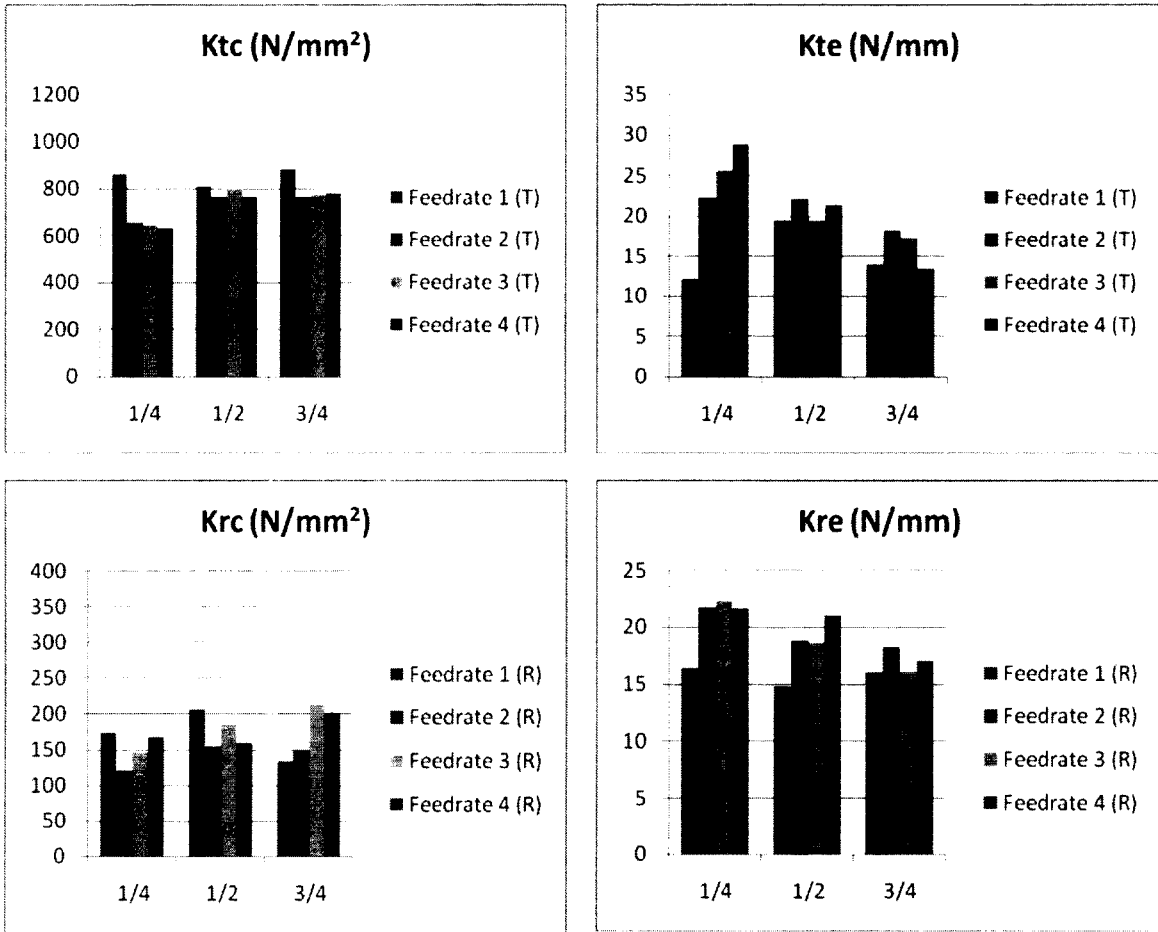 Ktc (N/mm²)
1200
1000
800
600
400
200
0
1/4 1/2 3/4
Feedrate 1 (T)
Feedrate 2 (T)
Feedrate 3 (T)
Feedrate 4 (T)
Kte (N/mm)
35
30
25
20
15
10
5
0
1/4 1/2 3/4
Feedrate 1 (T)
Feedrate 2 (T)
Feedrate 3 (T)
Feedrate 4 (T)
Krc (N/mm²)
400
350
300
250
200
150
100
50
0
1/4 1/2 3/4
Feedrate 1 (R)
Feedrate 2 (R)
Feedrate 3 (R)
Feedrate 4 (R)
Kre (N/mm)
25
20
15
10
5
0
1/4 1/2 3/4
Feedrate 1 (R)
Feedrate 2 (R)
Feedrate 3 (R)
Feedrate 4 (R)